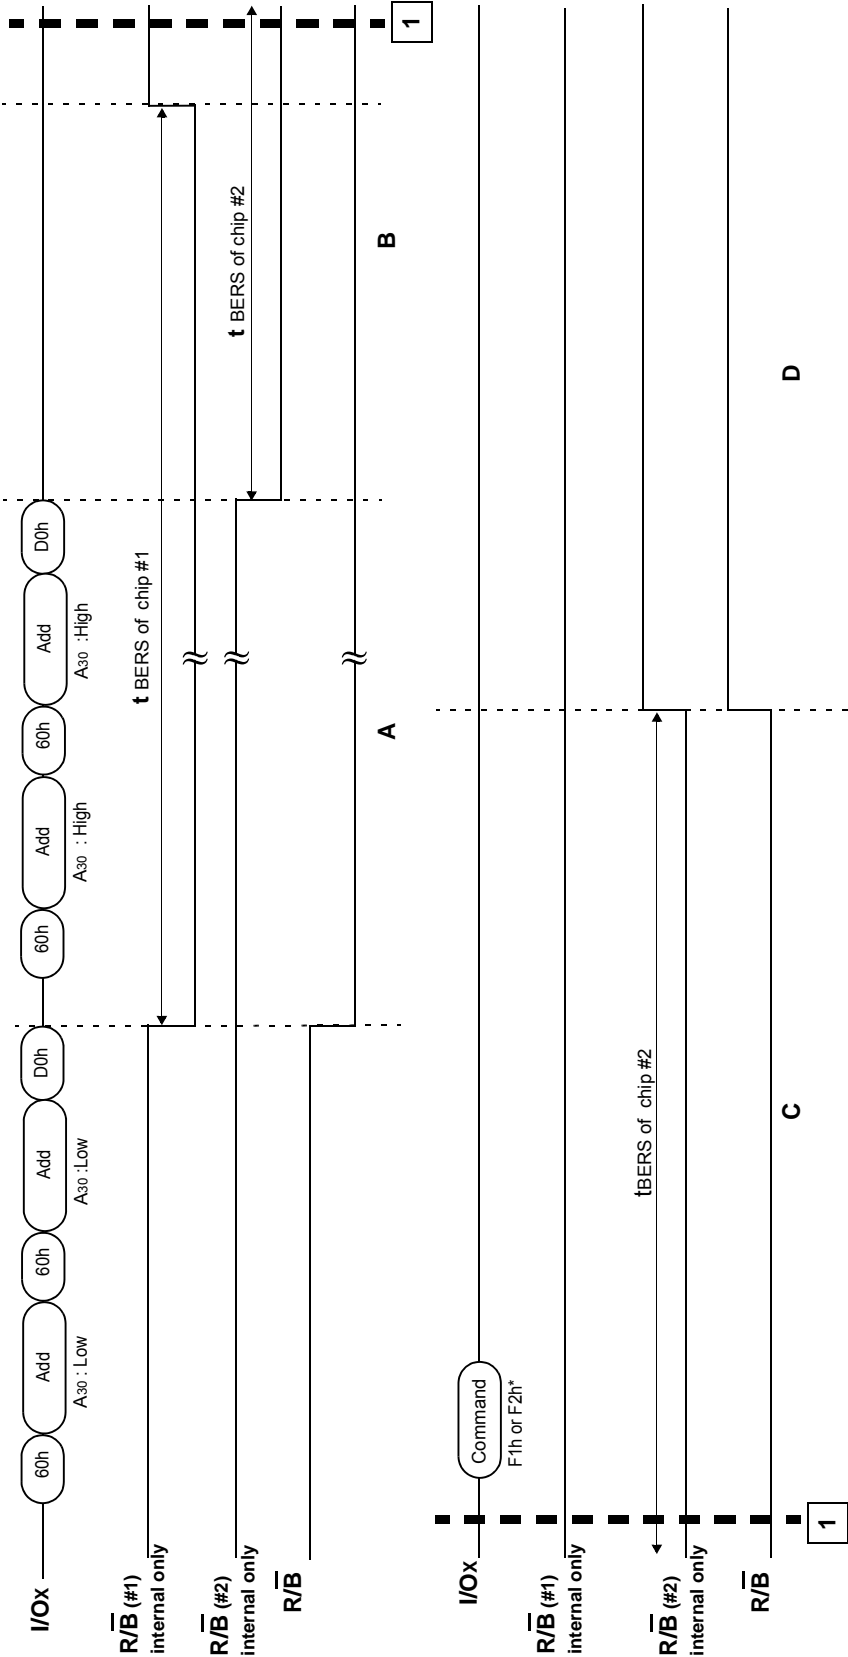 I/Ox
60h
Add
60h
Add
D0h
60h
Add
60h
Add
D0h
A30 : Low
A30 :Low
A30 : High
A30 :High
R/B (#1)
internal only
t BERS of chip #1
R/B (#2)
internal only
t BERS of chip #2
R/B
A
B
1
I/Ox
Command
F1h or F2h*
R/B (#1)
internal only
R/B (#2)
internal only
tBERS of chip #2
R/B
C
D
1